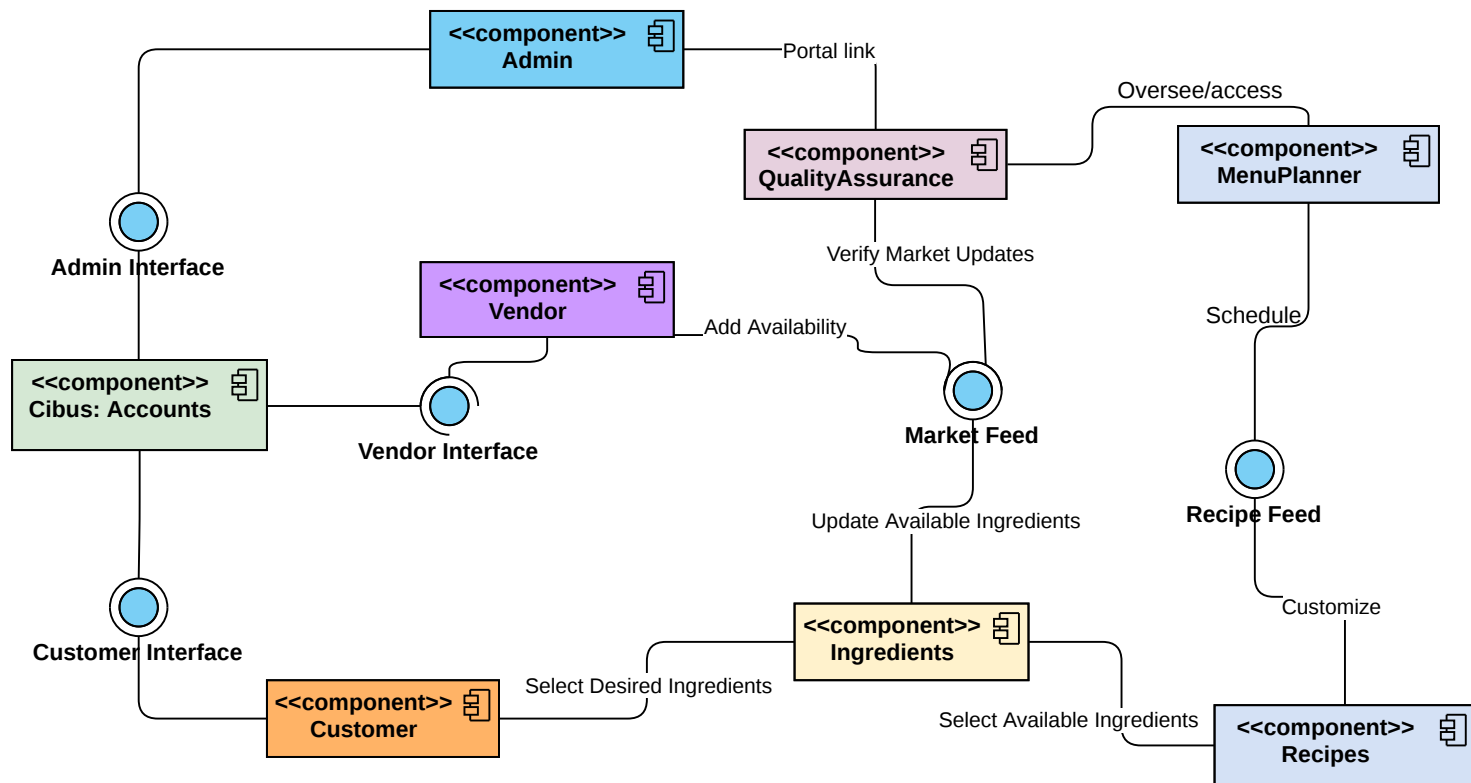 <<component>>
Admin
Portal link
Oversee/access
<<component>>
QualityAssurance
<<component>>
MenuPlanner
Verify Market Updates
Admin Interface
<<component>>
Vendor
Add Availability
Schedule
<<component>>
Cibus: Accounts
Vendor Interface
Market Feed
Recipe Feed
Update Available Ingredients
Customize
<<component>>
Ingredients
Customer Interface
Select Desired Ingredients
<<component>>
Customer
Select Available Ingredients
<<component>>
Recipes